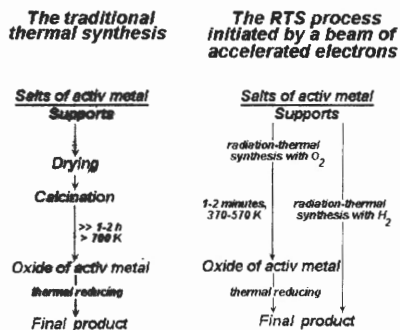 The traditional
thermal synthesis
Salts of activ metal
Supports
Drying
Calcination
>> 1-2 h
> 700 K
Oxide of activ metal
thermal reducing
Final product
The RTS process
initiated by a beam of
accelerated electrons
Salts of activ metal
Supports
radiation-thermal
synthesis with O2
1-2 minutes,
370-570 K
radiation-thermal
synthesis with H2
Oxide of activ metal
thermal reducing
Final product